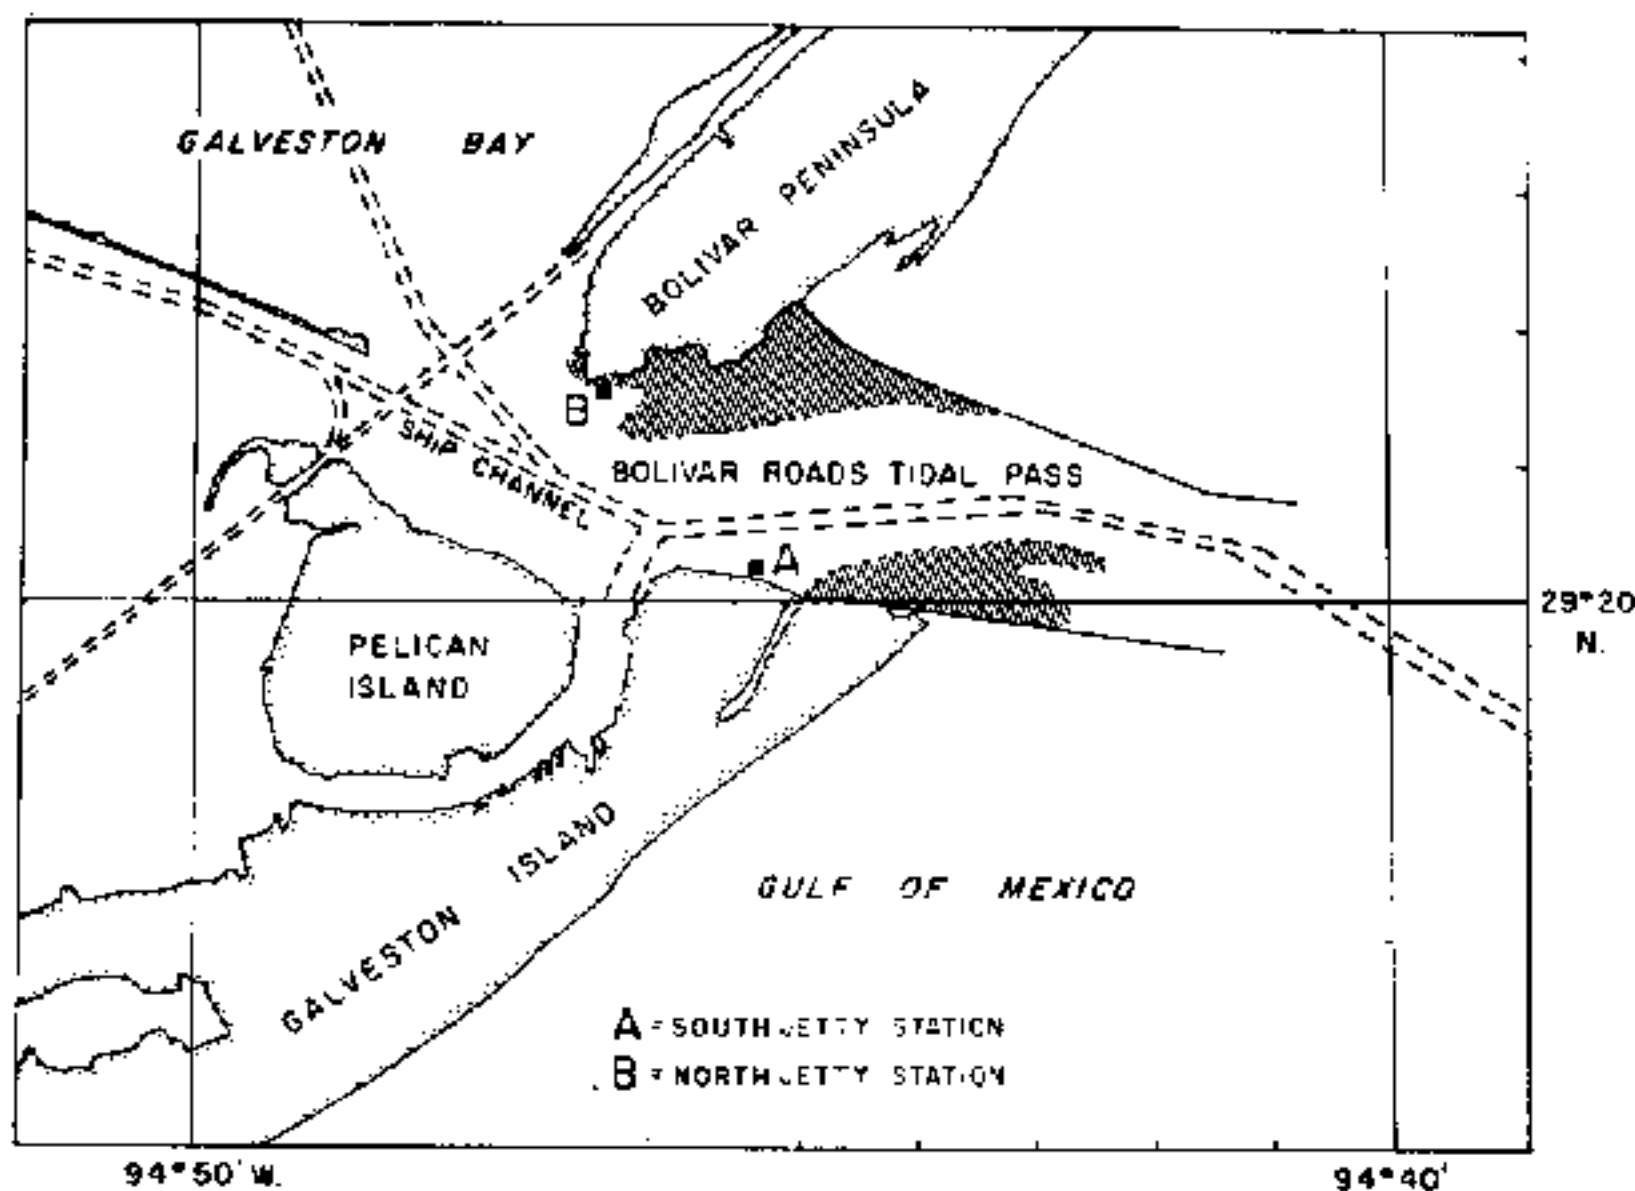 GALVESTON BAY
BOLIVAR PENINSULA
B
SHIP CHANNEL
BOLIVAR ROADS TIDAL PASS
A
29°20
N.
PELICAN
ISLAND
GALVESTON ISLAND
GULF OF MEXICO
A = SOUTH JETTY STATION
B = NORTH JETTY STATION
94°50' W.
94°40'